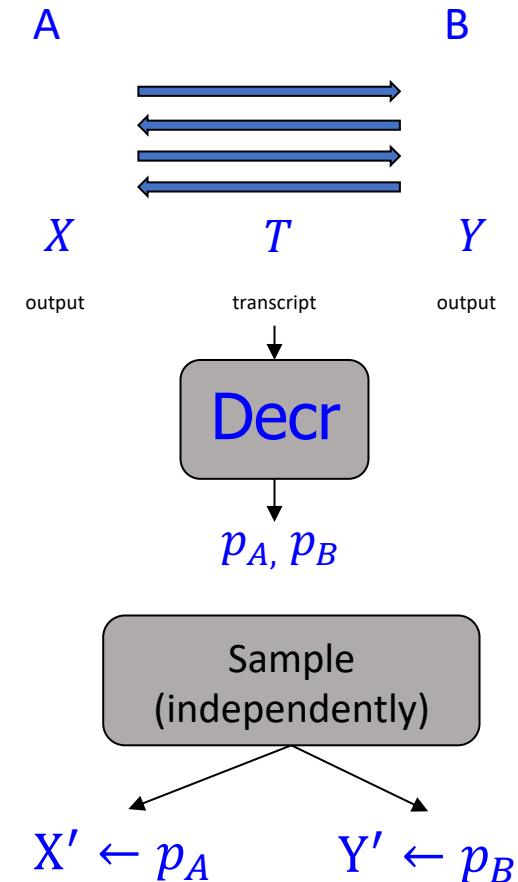 A B
X T Y
output transcript output
Decr
p_A, p_B
Sample
(independently)
X′ ← p_A Y′ ← p_B